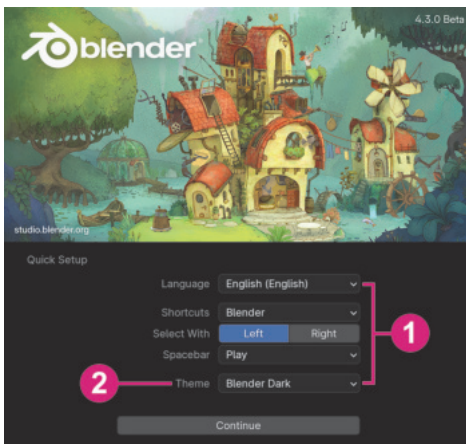 4.3.0 Beta
blender
studio.blender.org
Quick Setup
Language English (English)
1
Shortcuts Blender
Select With Left Right
Spacebar Play
2 Theme Blender Dark
Continue